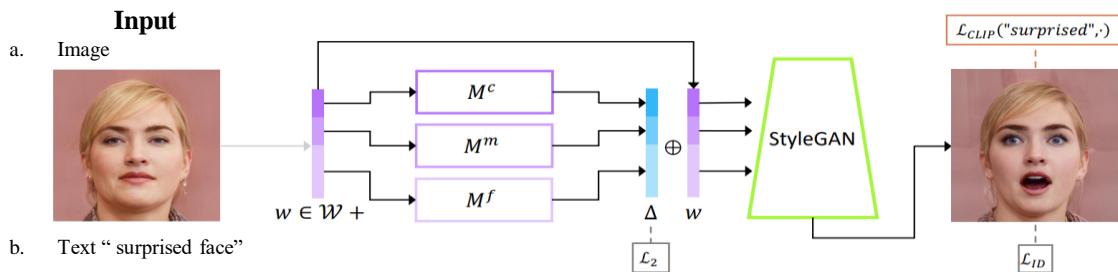 Input
a. Image
ℒ_CLIP("surprised",·)
M^c
M^m
StyleGAN
M^f
w ∈ 𝒲 +
Δ
⊕
w
b. Text “ surprised face”
ℒ_2
ℒ_ID